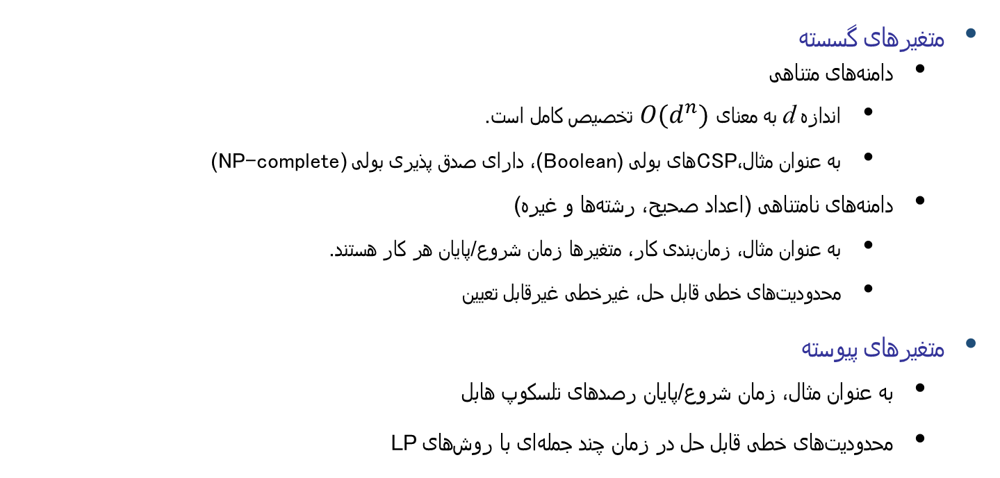 • متغیرهای گسسته
• دامنه‌های متناهی
• اندازه d به معنای O(dⁿ) تخصیص کامل است.
• به عنوان مثال،CSPهای بولی (Boolean)، دارای صدق پذیری بولی (NP-complete)
• دامنه‌های نامتناهی (اعداد صحیح، رشته‌ها و غیره)
• به عنوان مثال، زمان‌بندی کار، متغیرها زمان شروع/پایان هر کار هستند.
• محدودیت‌های خطی قابل حل، غیرخطی غیرقابل تعیین
• متغیرهای پیوسته
• به عنوان مثال، زمان شروع/پایان رصدهای تلسکوپ هابل
• محدودیت‌های خطی قابل حل در زمان چند جمله‌ای با روش‌های LP